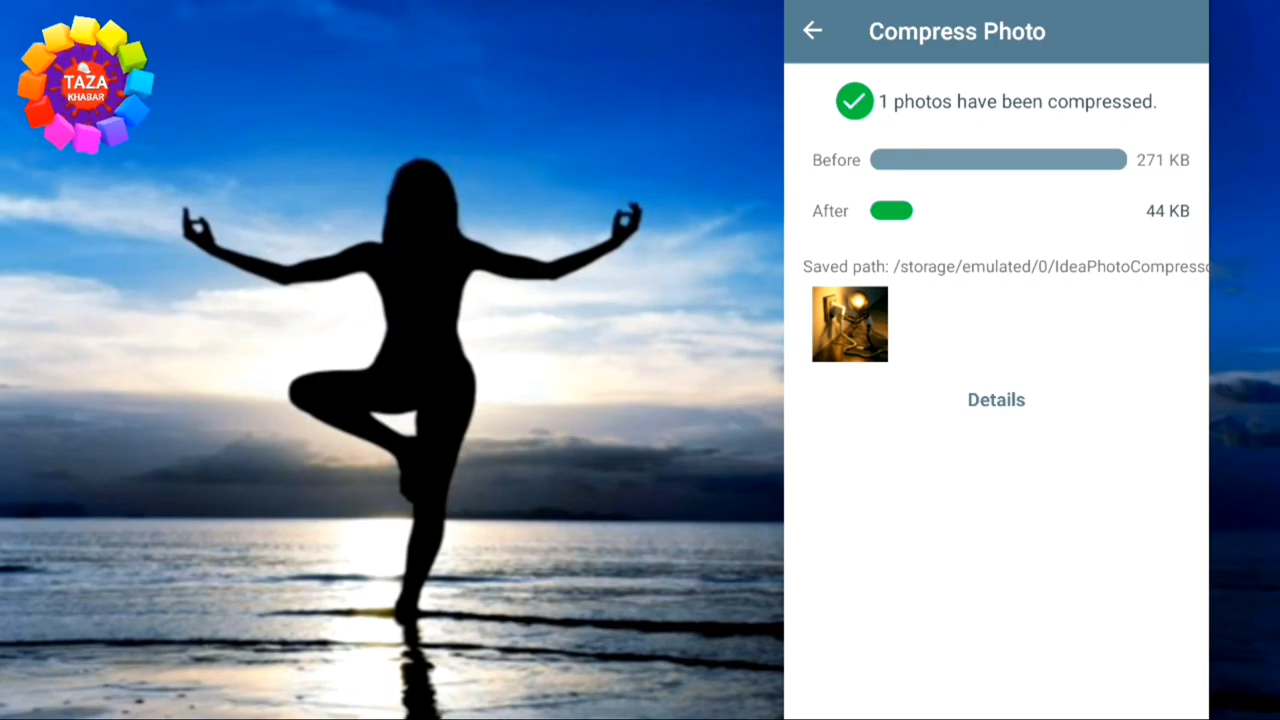 TAZA
KHABAR
Compress Photo
1 photos have been compressed.
Before 271 KB
After 44 KB
Saved path: /storage/emulated/0/IdeaPhotoCompresso
Details